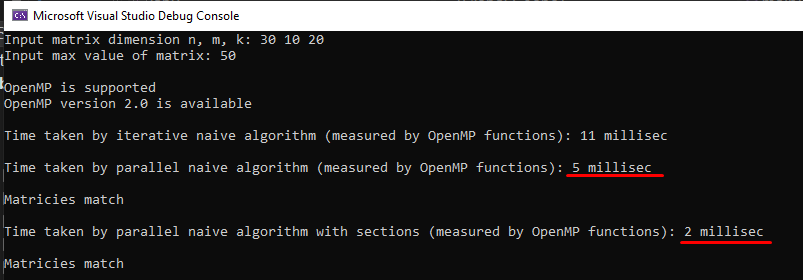 Microsoft Visual Studio Debug Console
Input matrix dimension n, m, k: 30 10 20
Input max value of matrix: 50
OpenMP is supported
OpenMP version 2.0 is available
Time taken by iterative naive algorithm (measured by OpenMP functions): 11 millisec
Time taken by parallel naive algorithm (measured by OpenMP functions): 5 millisec
Matricies match
Time taken by parallel naive algorithm with sections (measured by OpenMP functions): 2 millisec
Matricies match